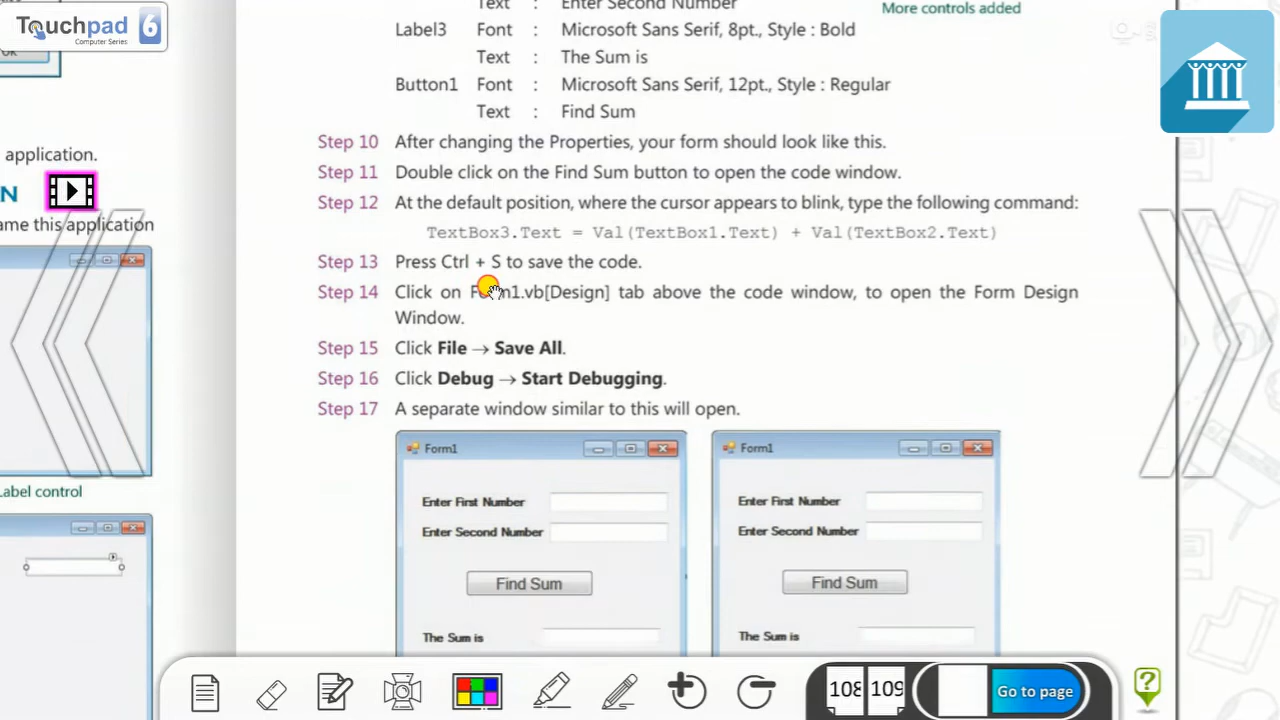 Touchpad 6
Computer Series
Text : Enter Second Number
More controls added
Label3 Font : Microsoft Sans Serif, 8pt., Style : Bold
Text : The Sum is
Button1 Font : Microsoft Sans Serif, 12pt., Style : Regular
Text : Find Sum
application.
Step 10 After changing the Properties, your form should look like this.
Step 11 Double click on the Find Sum button to open the code window.
N
ame this application
Step 12 At the default position, where the cursor appears to blink, type the following command:
TextBox3.Text = Val(TextBox1.Text) + Val(TextBox2.Text)
Step 13 Press Ctrl + S to save the code.
Step 14 Click on Form1.vb[Design] tab above the code window, to open the Form Design
Window.
Step 15 Click File → Save All.
Step 16 Click Debug → Start Debugging.
Step 17 A separate window similar to this will open.
Label control
Form1
Enter First Number
Enter Second Number
Find Sum
The Sum is
Form1
Enter First Number
Enter Second Number
Find Sum
The Sum is
108 109
Go to page
?